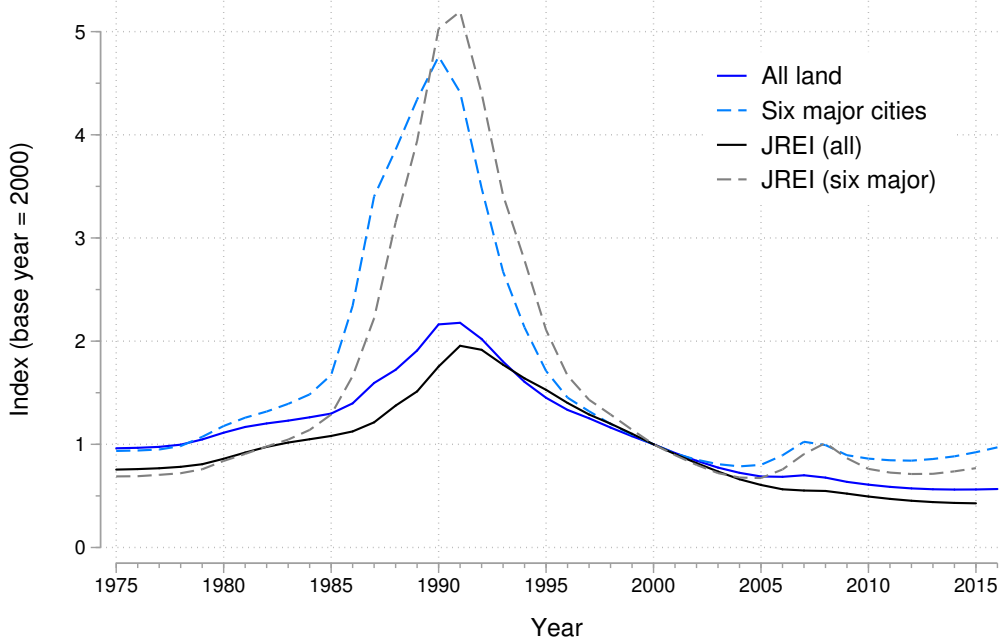 Index (base year = 2000)
5
4
3
2
1
0
All land
Six major cities
JREI (all)
JREI (six major)
1975 1980 1985 1990 1995 2000 2005 2010 2015
Year